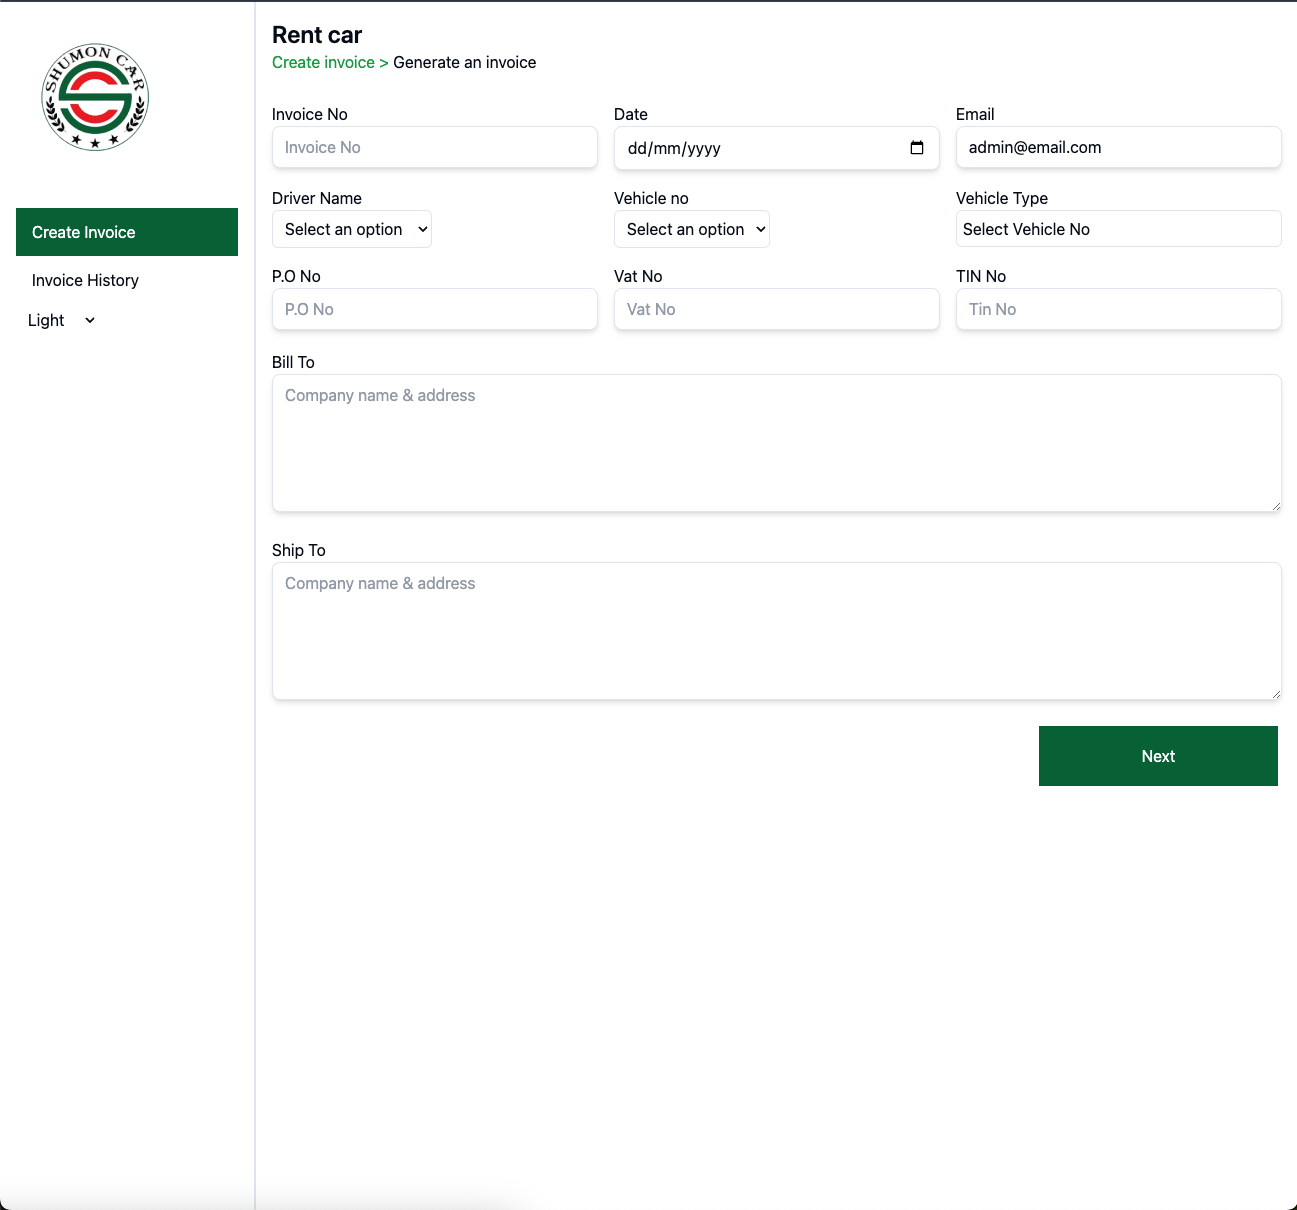 SHUMON CAR
Create Invoice
Invoice History
Light
Rent car
Create invoice > Generate an invoice
Invoice No
Date
Email
Invoice No
dd/mm/yyyy
admin@email.com
Driver Name
Vehicle no
Vehicle Type
Select an option
Select an option
Select Vehicle No
P.O No
Vat No
TIN No
P.O No
Vat No
Tin No
Bill To
Company name & address
Ship To
Company name & address
Next